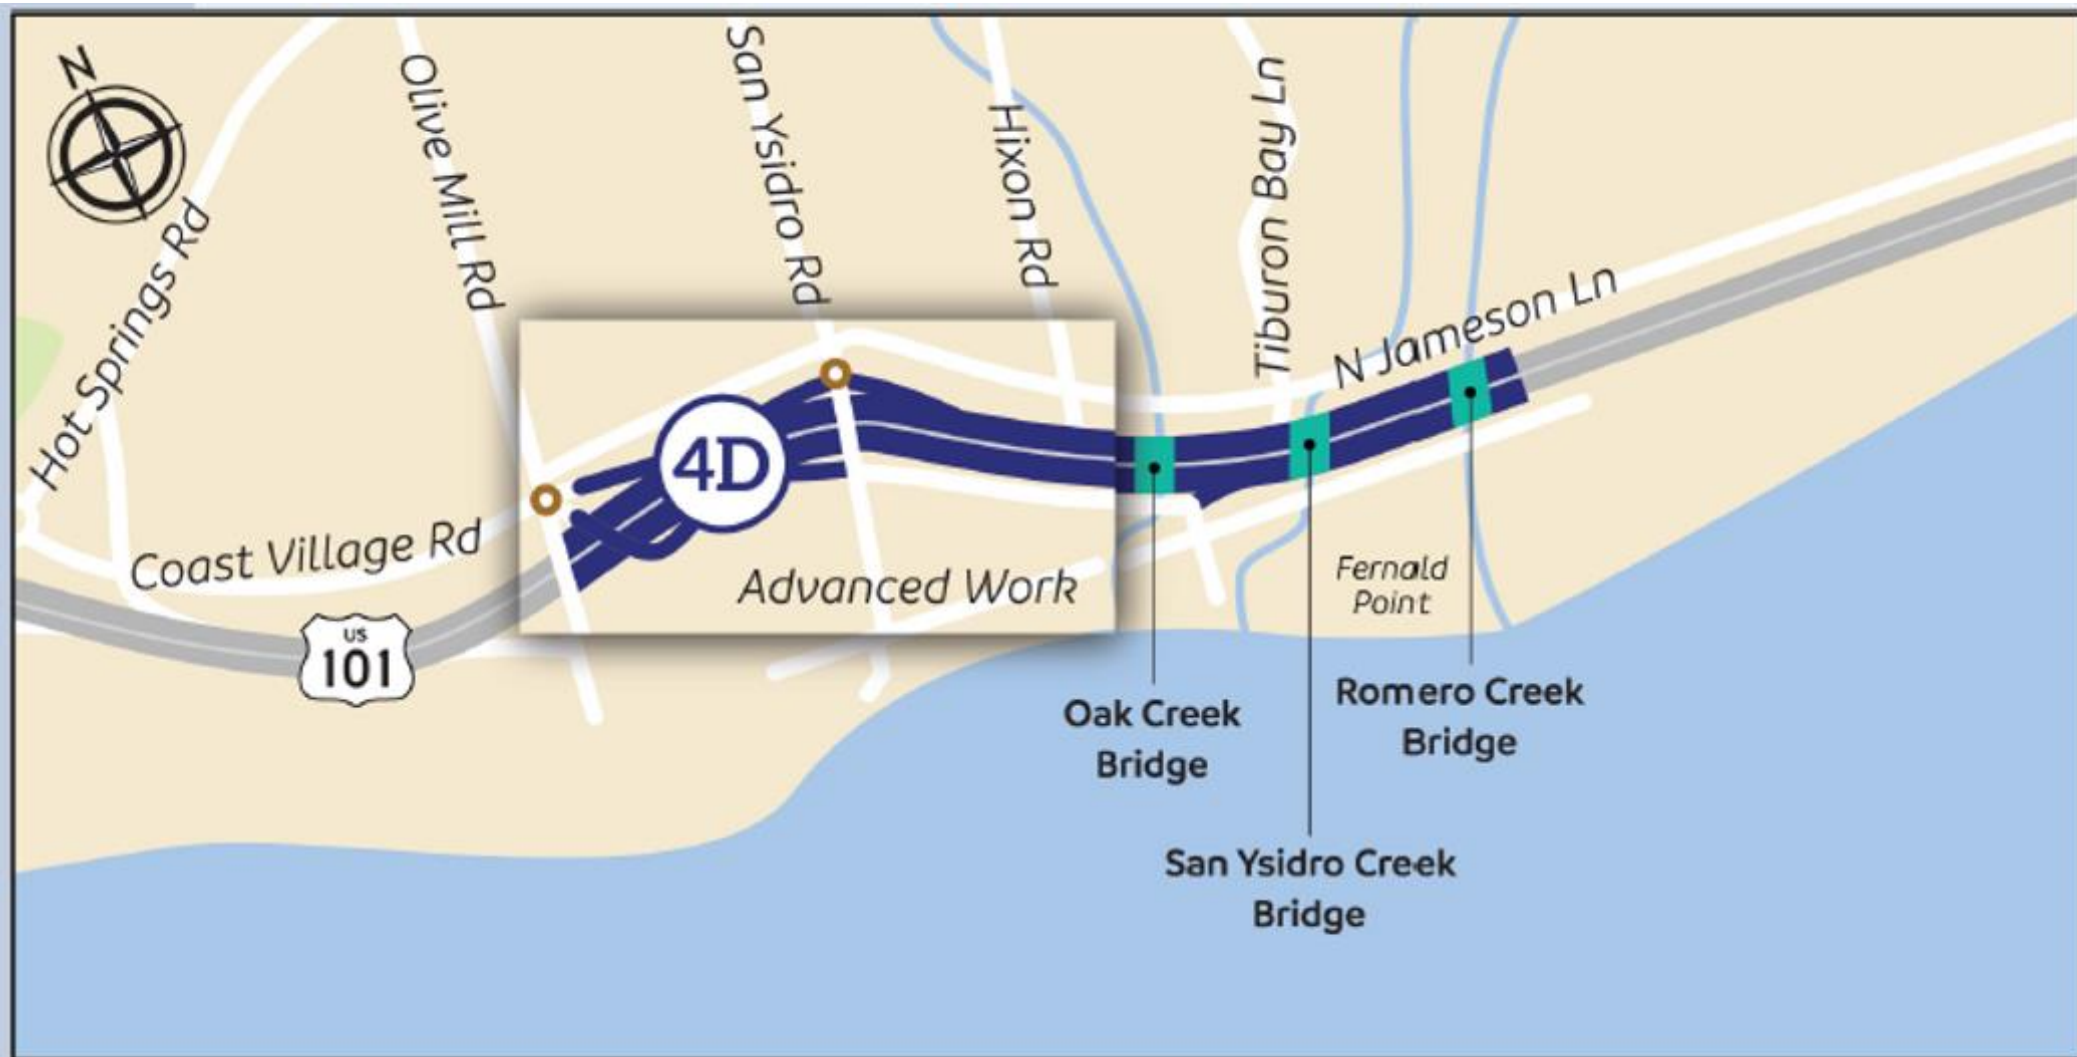 N
Hot Springs Rd
Olive Mill Rd
San Ysidro Rd
Hixon Rd
Tiburon Bay Ln
N Jameson Ln
4D
Coast Village Rd
Advanced Work
US
101
Fernald
Point
Oak Creek
Bridge
Romero Creek
Bridge
San Ysidro Creek
Bridge